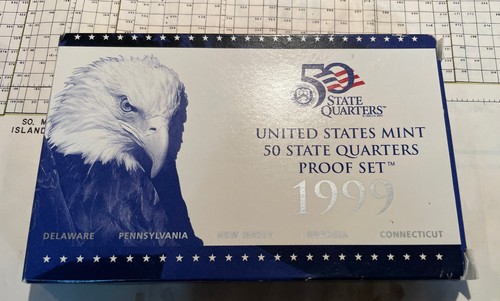 SO. M
ISLAND
50
STATE
QUARTERS™
UNITED STATES MINT
50 STATE QUARTERS
PROOF SET™
1999
DELAWARE PENNSYLVANIA NEW JERSEY GEORGIA CONNECTICUT